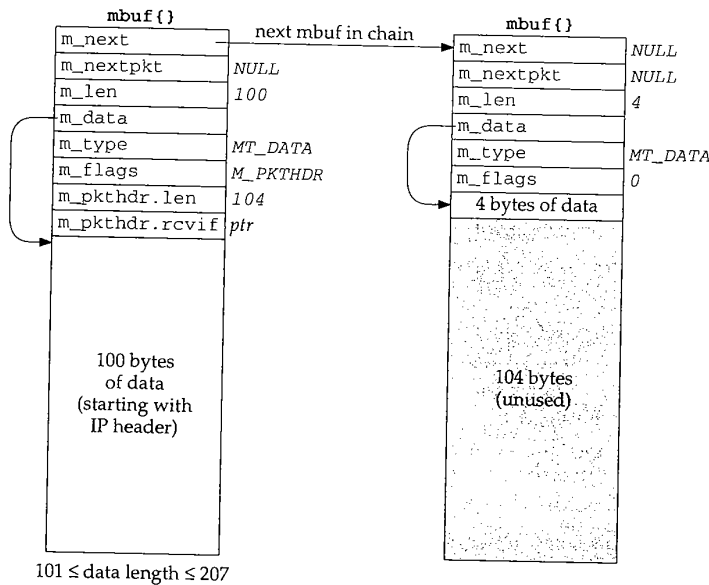 mbuf{}
m_next
m_nextpkt NULL
m_len 100
m_data
m_type MT_DATA
m_flags M_PKTHDR
m_pkthdr.len 104
m_pkthdr.rcvif ptr
100 bytes
of data
(starting with
IP header)
101 ≤ data length ≤ 207
next mbuf in chain
mbuf{}
m_next NULL
m_nextpkt NULL
m_len 4
m_data
m_type MT_DATA
m_flags 0
4 bytes of data
104 bytes
(unused)